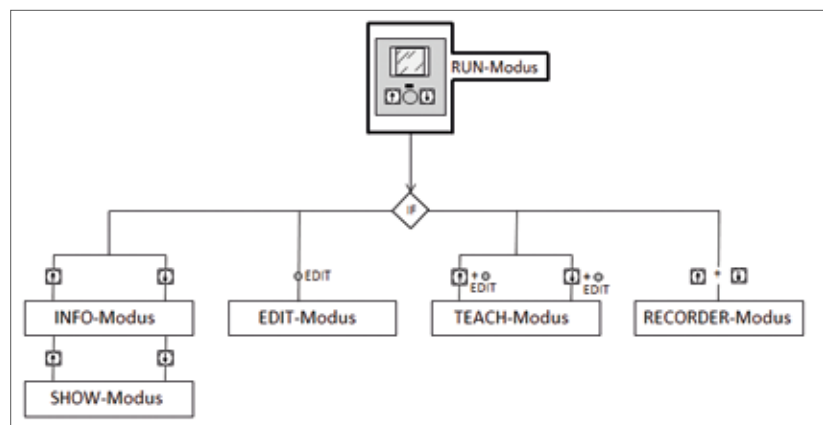 RUN-Modus
IF
EDIT
+
EDIT
+
EDIT
+
INFO-Modus
EDIT-Modus
TEACH-Modus
RECORDER-Modus
SHOW-Modus